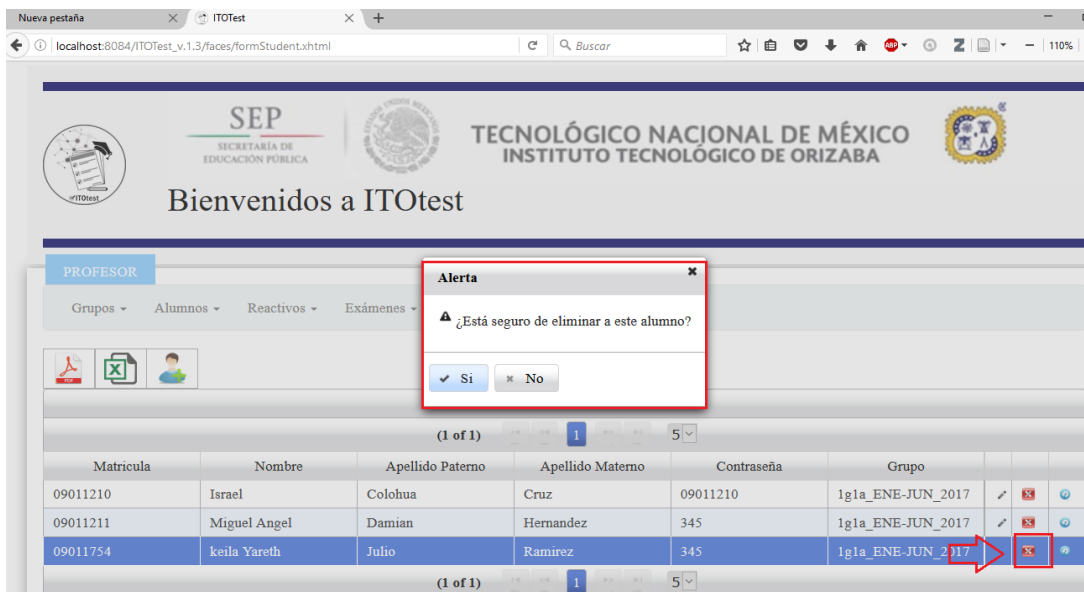 Nueva pestaña
ITOTest
localhost:8084/ITOTest_v.1.3/faces/formStudent.xhtml
Buscar
ABP
Z
110%
ITOtest
SEP
SECRETARÍA DE
EDUCACIÓN PÚBLICA
TECNOLÓGICO NACIONAL DE MÉXICO
INSTITUTO TECNOLÓGICO DE ORIZABA
Bienvenidos a ITOtest
PROFESOR
Grupos Alumnos Reactivos Exámenes
Alerta
¿Está seguro de eliminar a este alumno?
Si No
PDF
(1 of 1) 1 5
Matricula Nombre Apellido Paterno Apellido Materno Contraseña Grupo
09011210 Israel Colohua Cruz 09011210 1g1a_ENE-JUN_2017
09011211 Miguel Angel Damian Hernandez 345 1g1a_ENE-JUN_2017
09011754 keila Yareth Julio Ramirez 345 1g1a_ENE-JUN_2017
(1 of 1) 1 5